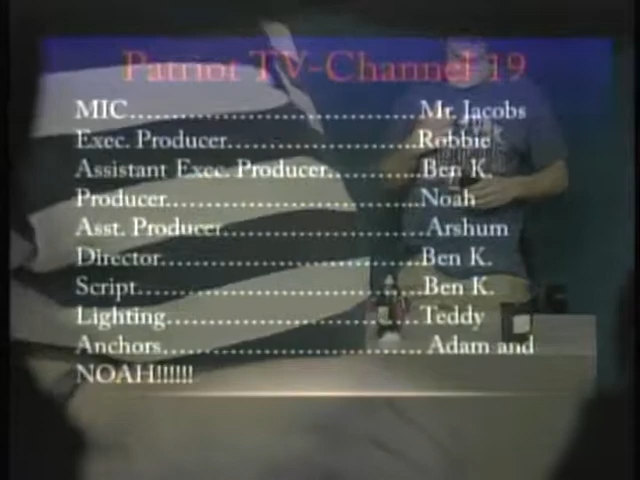 Patriot TV-Channel 19
MIC.................................Mr. Jacobs
Exec. Producer......................Robbie
Assistant Exec. Producer...........Ben K.
Producer.............................Noah
Asst. Producer....................... Arshum
Director..............................Ben K.
Script................................Ben K.
Lighting.............................Teddy
Anchors.............................. Adam and
NOAH!!!!!!